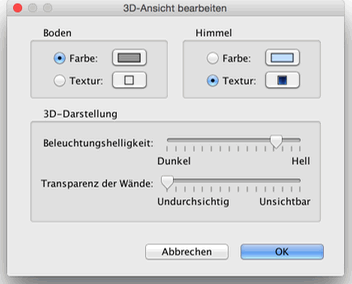 3D-Ansicht bearbeiten
Boden
Farbe:
Textur:
Himmel
Farbe:
Textur:
3D-Darstellung
Beleuchtungshelligkeit:
Dunkel Hell
Transparenz der Wände:
Undurchsichtig Unsichtbar
Abbrechen OK